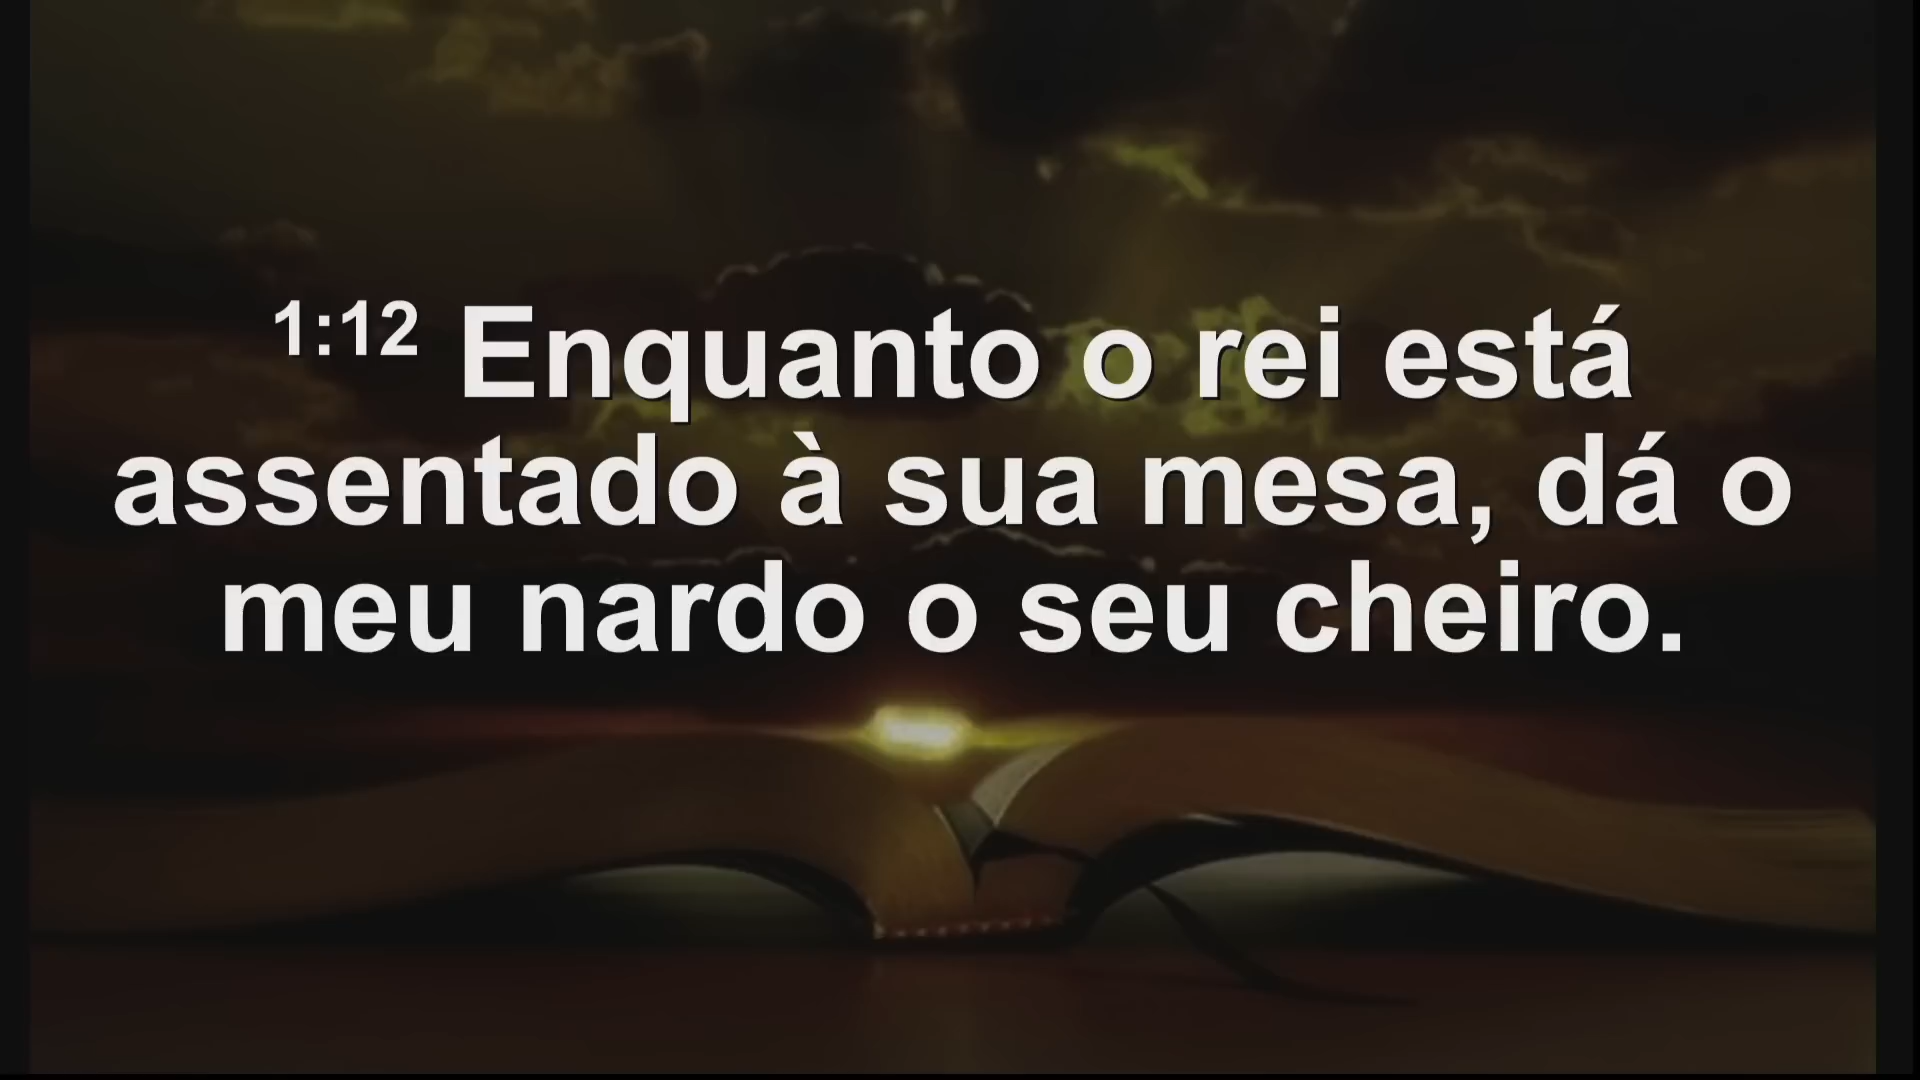 1:12 Enquanto o rei está
assentado à sua mesa, dá o
meu nardo o seu cheiro.